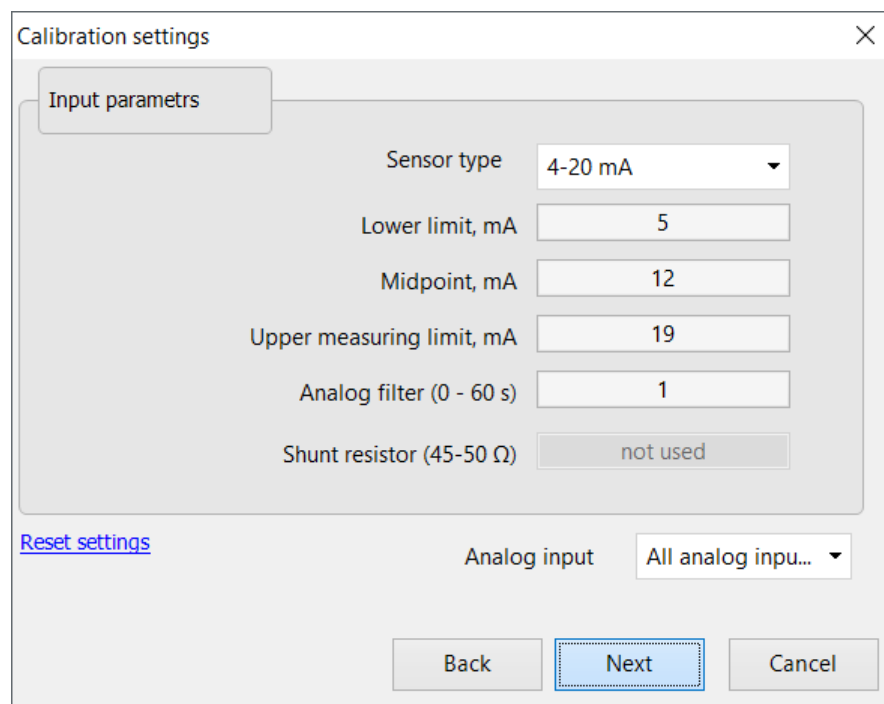 Calibration settings
Input parametrs
Sensor type 4-20 mA
Lower limit, mA 5
Midpoint, mA 12
Upper measuring limit, mA 19
Analog filter (0 - 60 s) 1
Shunt resistor (45-50 Ω) not used
Reset settings
Analog input All analog inpu...
Back Next Cancel